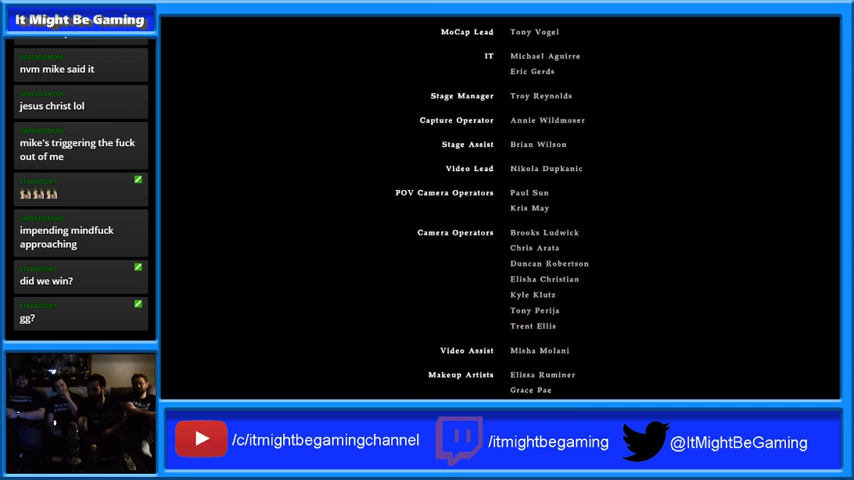 It Might Be Gaming
GREENDOMO91
nvm mike said it
GREENDOMO91
jesus christ lol
GREENDOMO91
mike's triggering the fuck
out of me
GREENDOMO91
impending mindfuck
approaching
did we win?
gg?
MoCap Lead Tony Vogel
IT Michael Aguirre
Eric Gerds
Stage Manager Troy Reynolds
Capture Operator Annie Wildmoser
Stage Assist Brian Wilson
Video Lead Nikola Dupkanic
POV Camera Operators Paul Sun
Kris May
Camera Operators Brooks Ludwick
Chris Arata
Duncan Robertson
Elisha Christian
Kyle Klutz
Tony Perija
Trent Ellis
Video Assist Misha Molani
Makeup Artists Elissa Ruminer
Grace Pae
/c/itmightbegamingchannel
/itmightbegaming
@ItMightBeGaming